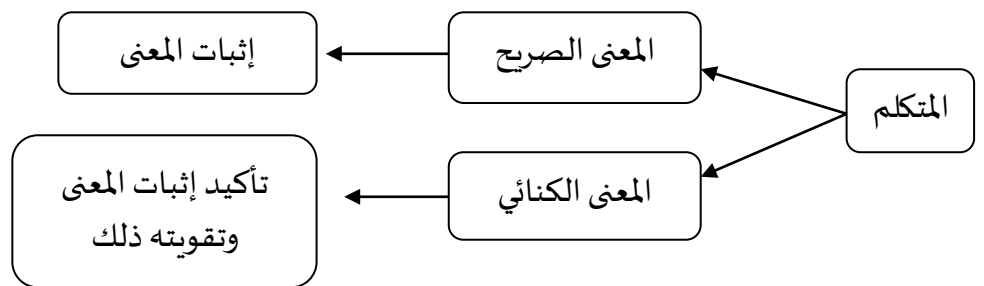 المتكلم
المعنى الصريح
إثبات المعنى
المعنى الكنائي
تأكيد إثبات المعنى
وتقويته ذلك